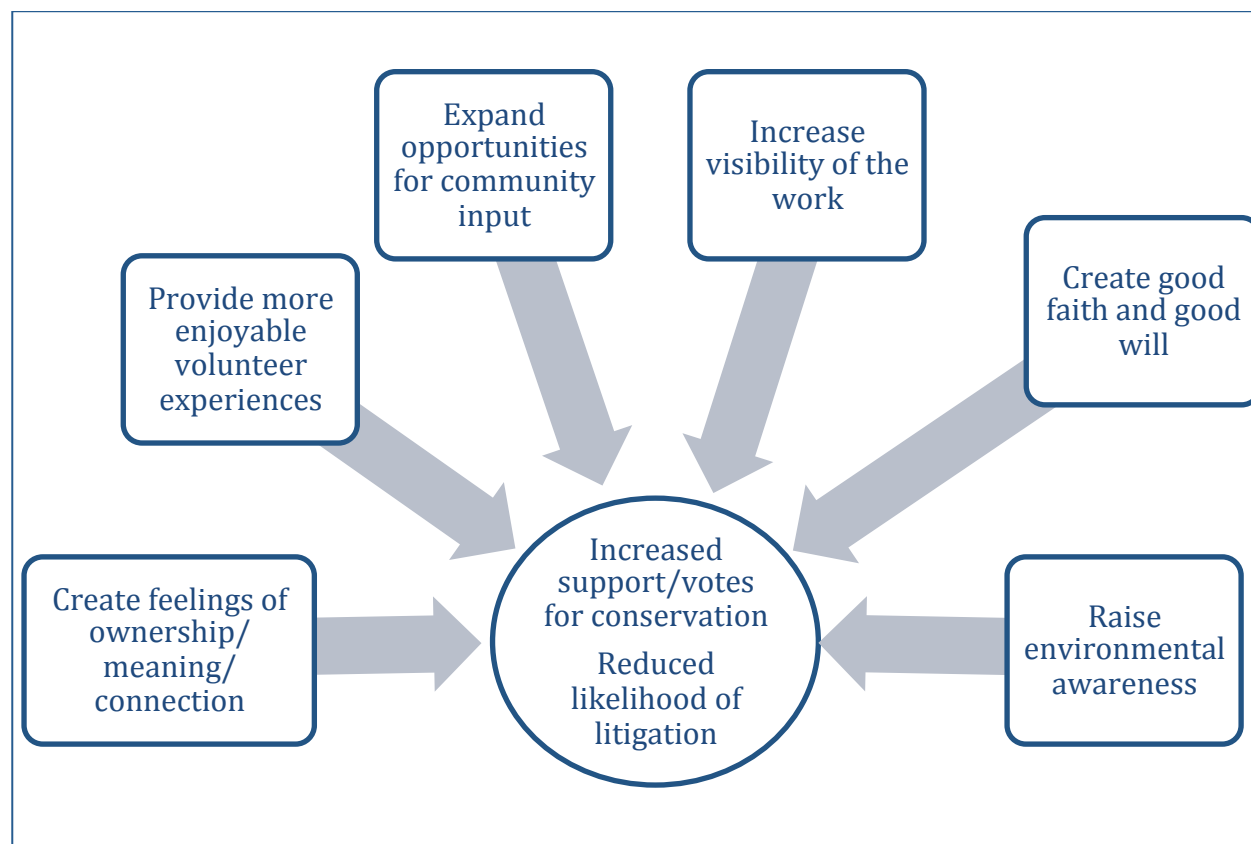 Expand
opportunities
for community
input
Increase
visibility of the
work
Provide more
enjoyable
volunteer
experiences
Create good
faith and good
will
Create feelings of
ownership/
meaning/
connection
Increased
support/votes
for conservation
Reduced
likelihood of
litigation
Raise
environmental
awareness